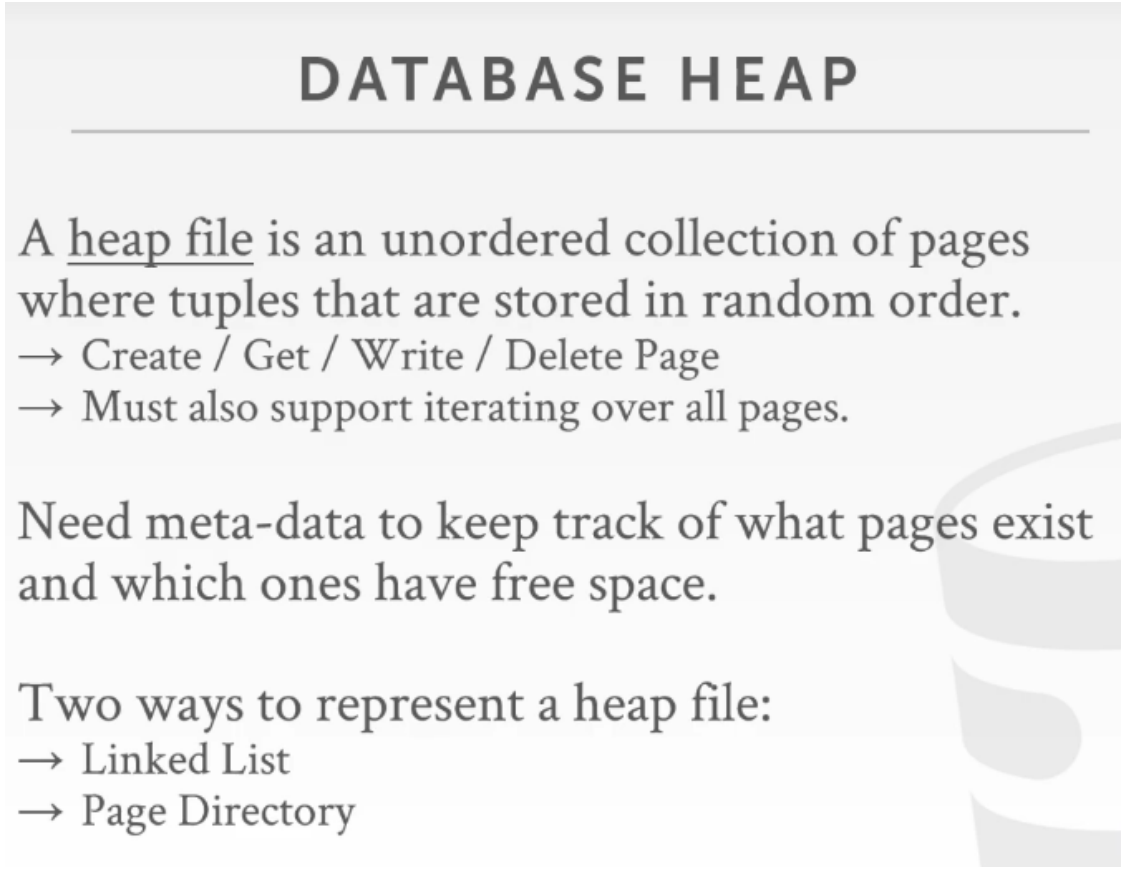 DATABASE HEAP
A heap file is an unordered collection of pages
where tuples that are stored in random order.
→ Create / Get / Write / Delete Page
→ Must also support iterating over all pages.
Need meta-data to keep track of what pages exist
and which ones have free space.
Two ways to represent a heap file:
→ Linked List
→ Page Directory